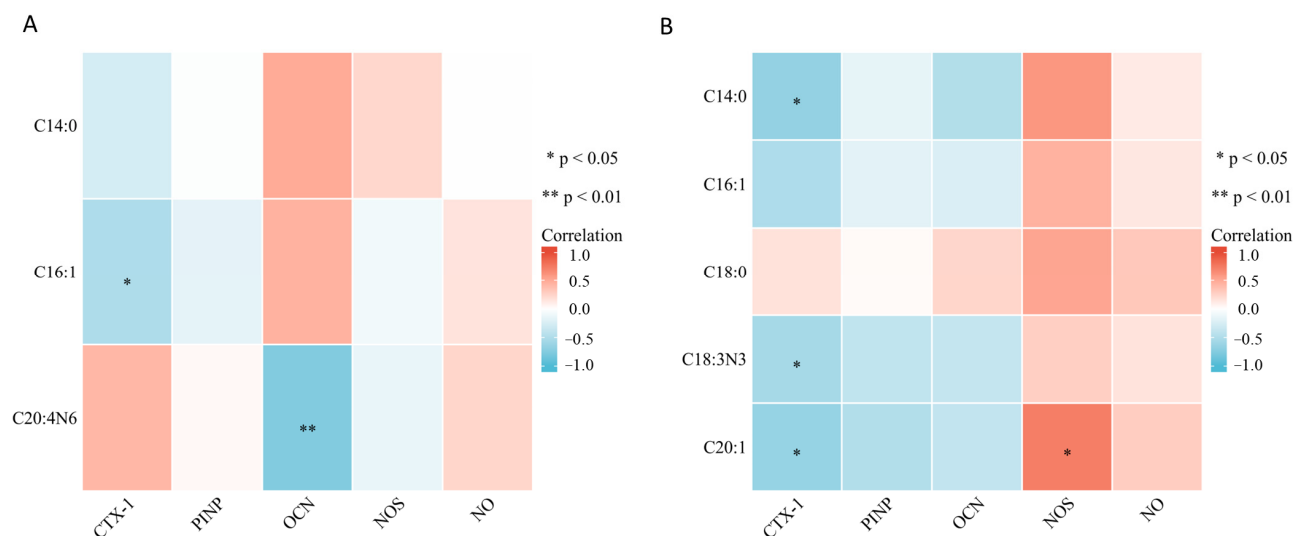 A
C14:0
C16:1
C20:4N6
*
**
CTX-1
PINP
OCN
NOS
NO
* p < 0.05
** p < 0.01
Correlation
1.0
0.5
0.0
−0.5
−1.0
B
C14:0
C16:1
C18:0
C18:3N3
C20:1
*
*
* *
CTX-1
PINP
OCN
NOS
NO
* p < 0.05
** p < 0.01
Correlation
1.0
0.5
0.0
−0.5
−1.0